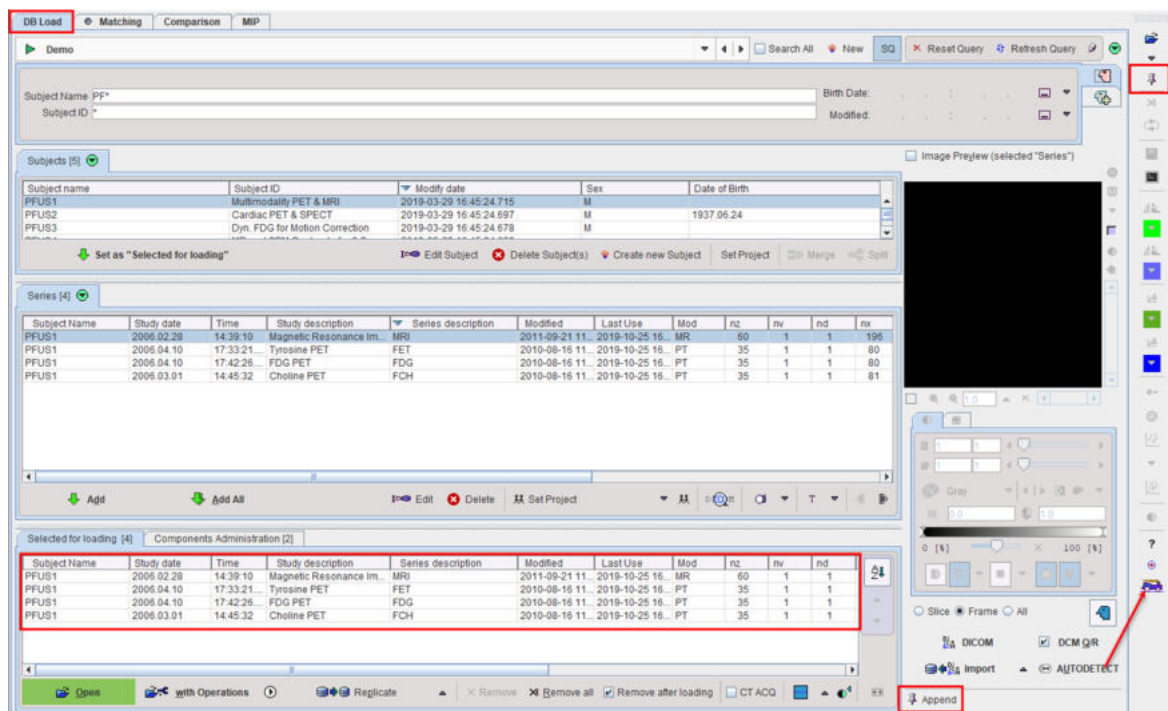 DB Load Matching Comparison MIP
Demo Search All New SQ Reset Query Refresh Query
Subject Name PF* Birth Date:
Subject ID * Modified:
Subjects [5] Image Preview (selected "Series")
Subject name Subject ID Modify date Sex Date of Birth
PFUS1 Multimodality PET & MRI 2019-03-29 16:45:24.715 M
PFUS2 Cardiac PET & SPECT 2019-03-29 16:45:24.697 M 1937.06.24
PFUS3 Dyn. FDG for Motion Correction 2019-03-29 16:45:24.678 M
Set as "Selected for loading" Edit Subject Delete Subject(s) Create new Subject Set Project Merge Split
Series [4]
Subject Name Study date Time Study description Series description Modified Last Use Mod nz nv nd nx
PFUS1 2006.02.28 14:39:10 Magnetic Resonance Im... MRI 2011-09-21 11... 2019-10-25 16... MR 60 1 1 196
PFUS1 2006.04.10 17:33:21... Tyrosine PET FET 2010-08-16 11... 2019-10-25 16... PT 35 1 1 80
PFUS1 2006.04.10 17:42:26... FDG PET FDG 2010-08-16 11... 2019-10-25 16... PT 35 1 1 80
PFUS1 2006.03.01 14:45:32 Choline PET FCH 2010-08-16 11... 2019-10-25 16... PT 35 1 1 81
1.0
1 1
1 1
Gray
0.0 1.0
Add Add All Edit Delete Set Project T
0 [%] 100 [%]
Selected for loading [4] Components Administration [2]
Subject Name Study date Time Study description Series description Modified Last Use Mod nz nv nd
PFUS1 2006.02.28 14:39:10 Magnetic Resonance Im... MRI 2011-09-21 11... 2019-10-25 16... MR 60 1 1
PFUS1 2006.04.10 17:33:21... Tyrosine PET FET 2010-08-16 11... 2019-10-25 16... PT 35 1 1
PFUS1 2006.04.10 17:42:26... FDG PET FDG 2010-08-16 11... 2019-10-25 16... PT 35 1 1
PFUS1 2006.03.01 14:45:32 Choline PET FCH 2010-08-16 11... 2019-10-25 16... PT 35 1 1
Slice Frame All
DICOM DCM Q/R
Import AUTODETECT
Open with Operations Replicate Remove Remove all Remove after loading CT ACQ
Append